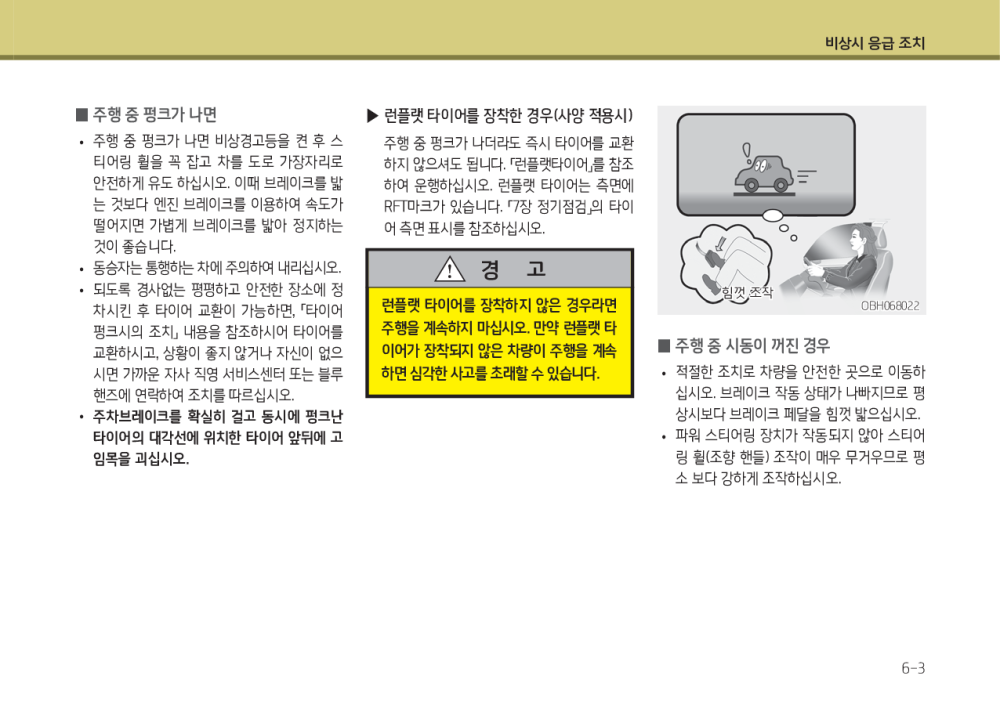 비상시 응급 조치
■ 주행 중 펑크가 나면
• 주행 중 펑크가 나면 비상경고등을 켠 후 스
티어링 휠을 꼭 잡고 차를 도로 가장자리로
안전하게 유도 하십시오. 이때 브레이크를 밟
는 것보다 엔진 브레이크를 이용하여 속도가
떨어지면 가볍게 브레이크를 밟아 정지하는
것이 좋습니다.
• 동승자는 통행하는 차에 주의하여 내리십시오.
• 되도록 경사없는 평평하고 안전한 장소에 정
차시킨 후 타이어 교환이 가능하면, 「타이어
펑크시의 조치」 내용을 참조하시어 타이어를
교환하시고, 상황이 좋지 않거나 자신이 없으
시면 가까운 자사 직영 서비스센터 또는 블루
핸즈에 연락하여 조치를 따르십시오.
• 주차브레이크를 확실히 걸고 동시에 펑크난
타이어의 대각선에 위치한 타이어 앞뒤에 고
임목을 괴십시오.
▶ 런플랫 타이어를 장착한 경우(사양 적용시)
주행 중 펑크가 나더라도 즉시 타이어를 교환
하지 않으셔도 됩니다. 「런플랫타이어」를 참조
하여 운행하십시오. 런플랫 타이어는 측면에
RFT마크가 있습니다. 「7장 정기점검」의 타이
어 측면 표시를 참조하십시오.
경 고
런플랫 타이어를 장착하지 않은 경우라면
주행을 계속하지 마십시오. 만약 런플랫 타
이어가 장착되지 않은 차량이 주행을 계속
하면 심각한 사고를 초래할 수 있습니다.
힘껏 조작
OBH068022
■ 주행 중 시동이 꺼진 경우
• 적절한 조치로 차량을 안전한 곳으로 이동하
십시오. 브레이크 작동 상태가 나빠지므로 평
상시보다 브레이크 페달을 힘껏 밟으십시오.
• 파워 스티어링 장치가 작동되지 않아 스티어
링 휠(조향 핸들) 조작이 매우 무거우므로 평
소 보다 강하게 조작하십시오.
6-3